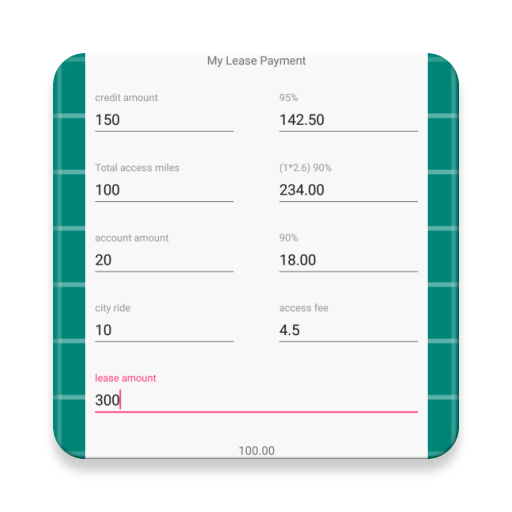 My Lease Payment
credit amount 95%
150 142.50
Total access miles (1*2.6) 90%
100 234.00
account amount 90%
20 18.00
city ride access fee
10 4.5
lease amount
300
100.00